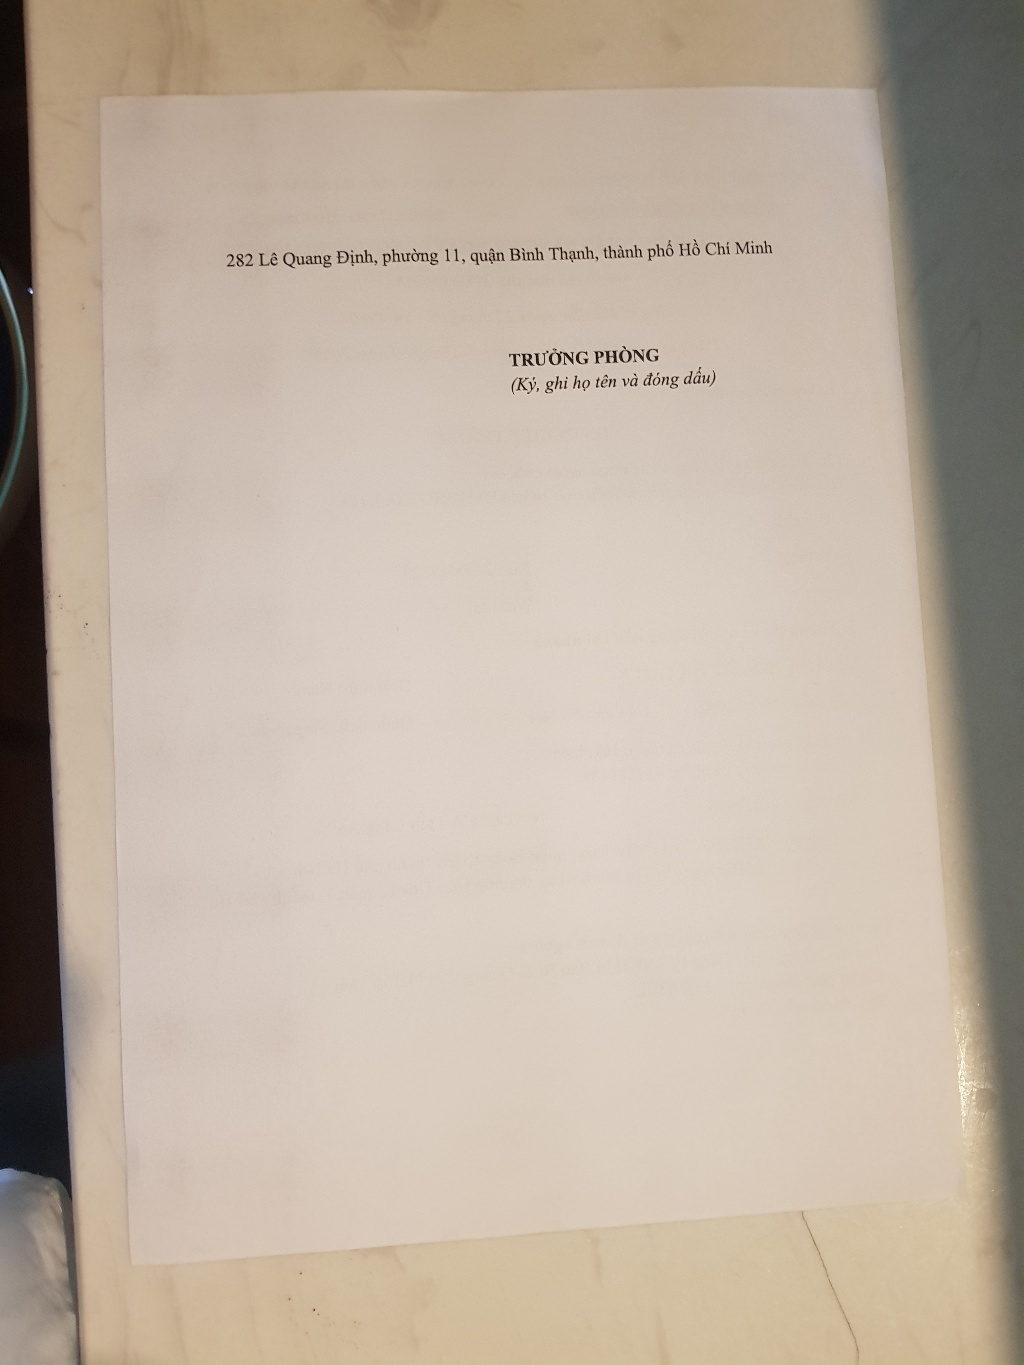 282 Lê Quang Định, phường 11, quận Bình Thạnh, thành phố Hồ Chí Minh
TRƯỞNG PHÒNG
(Ký, ghi họ tên và đóng dấu)